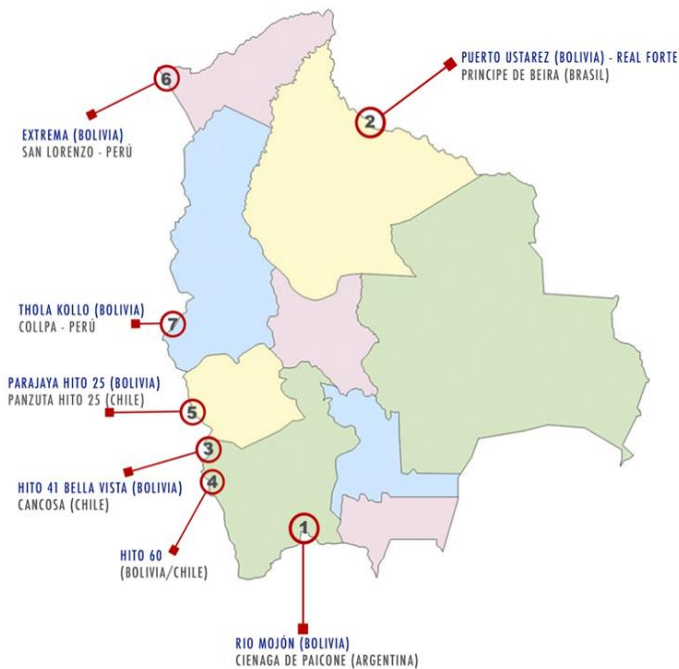 PUERTO USTAREZ (BOLIVIA) - REAL FORTE
PRINCIPE DE BEIRA (BRASIL)
6
2
EXTREMA (BOLIVIA)
SAN LORENZO - PERÚ
THOLA KOLLO (BOLIVIA)
COLLPA - PERÚ
7
PARAJAYA HITO 25 (BOLIVIA)
PANZUTA HITO 25 (CHILE)
5
3
HITO 41 BELLA VISTA (BOLIVIA)
CANCOSA (CHILE)
4
HITO 60
(BOLIVIA/CHILE)
1
RIO MOJÓN (BOLIVIA)
CIENAGA DE PAICONE (ARGENTINA)